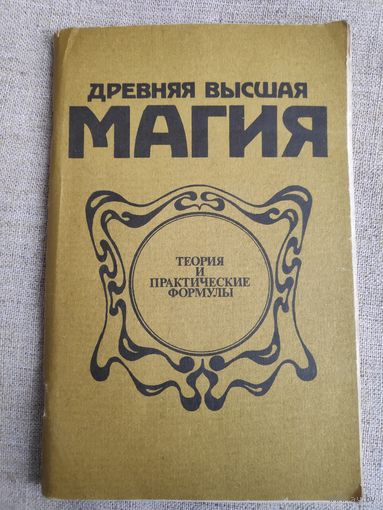 ДРЕВНЯЯ ВЫСШАЯ
МАГИЯ
ТЕОРИЯ
И
ПРАКТИЧЕСКИЕ
ФОРМУЛЫ